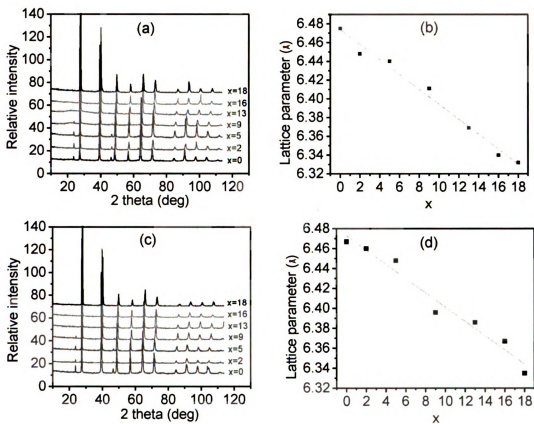 (a)
Relative intensity
140
120
100
80
60
40
20
0
x=18
x=16
x=13
x=9
x=5
x=2
x=0
20 40 60 80 100 120
2 theta (deg)
(b)
Lattice parameter (Å)
6.48
6.46
6.44
6.42
6.40
6.38
6.36
6.34
6.32
0 2 4 6 8 10 12 14 16 18
x
(c)
Relative intensity
140
120
100
80
60
40
20
0
x=18
x=16
x=13
x=9
x=5
x=2
x=0
20 40 60 80 100 120
2 theta (deg)
(d)
Lattice parameter (Å)
6.48
6.46
6.44
6.42
6.40
6.38
6.36
6.34
6.32
0 2 4 6 8 10 12 14 16 18
x